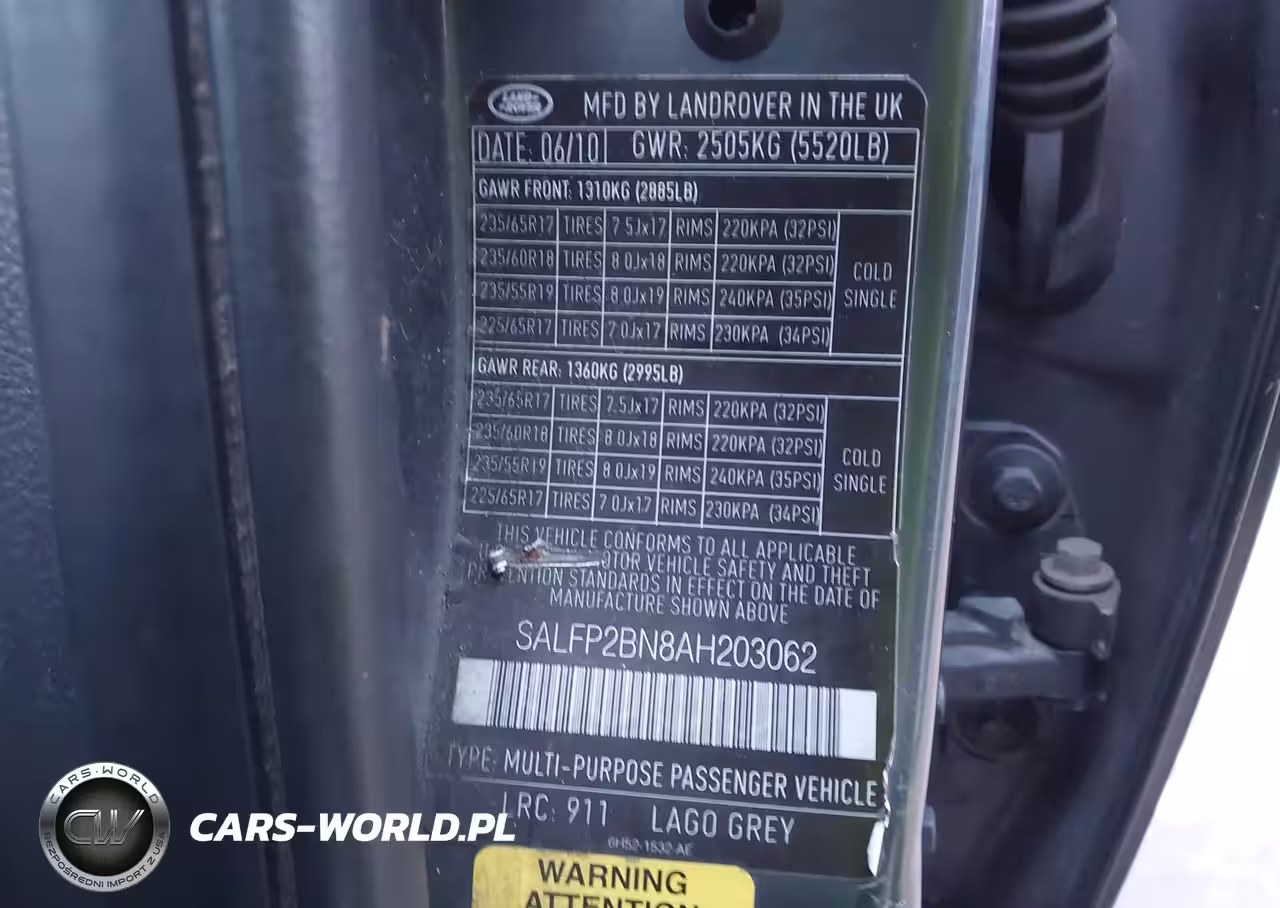 LAND-ROVER MFD BY LANDROVER IN THE UK
DATE: 06/10 GWR: 2505KG (5520LB)
GAWR FRONT: 1310KG (2885LB)
235/65R17 TIRES 7.5Jx17 RIMS 220KPA (32PSI)
235/60R18 TIRES 8.0Jx18 RIMS 220KPA (32PSI)
235/55R19 TIRES 8.0Jx19 RIMS 240KPA (35PSI)
225/65R17 TIRES 7.0Jx17 RIMS 230KPA (34PSI)
COLD
SINGLE
GAWR REAR: 1360KG (2995LB)
235/65R17 TIRES 7.5Jx17 RIMS 220KPA (32PSI)
235/60R18 TIRES 8.0Jx18 RIMS 220KPA (32PSI)
235/55R19 TIRES 8.0Jx19 RIMS 240KPA (35PSI)
225/65R17 TIRES 7.0Jx17 RIMS 230KPA (34PSI)
COLD
SINGLE
THIS VEHICLE CONFORMS TO ALL APPLICABLE
VEHICLE SAFETY AND THEFT
STANDARDS IN EFFECT ON THE DATE OF
MANUFACTURE SHOWN ABOVE
SALFP2BN8AH203062
TYPE: MULTI-PURPOSE PASSENGER VEHICLE
LRC: 911 LAGO GREY
6H52-1532-AE
WARNING
ATTENTION
CARS-WORLD
CW
BEZPOŚREDNI IMPORT Z USA
CARS-WORLD.PL